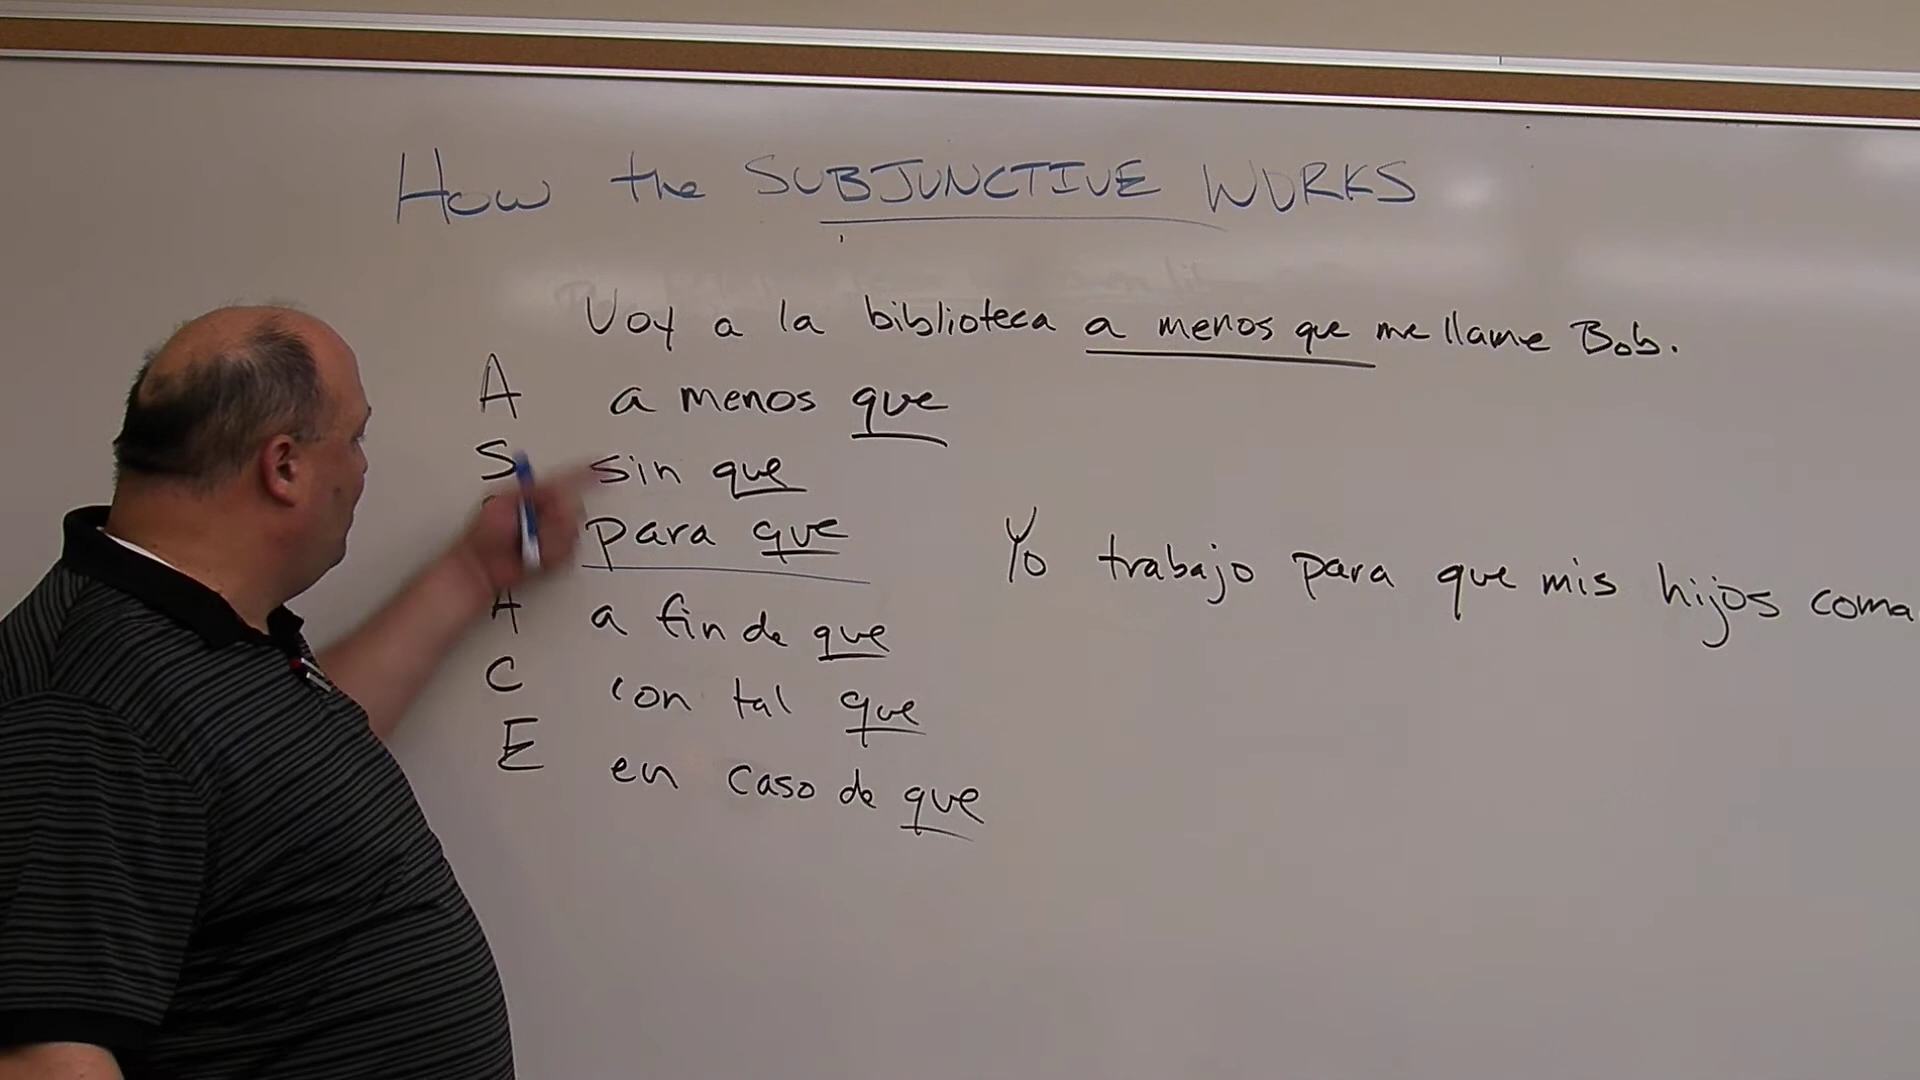 How the SUBJUNCTIVE WORKS
Voy a la biblioteca a menos que me llame Bob.
A a menos que
S sin que
para que
Yo trabajo para que mis hijos coma
A a fin de que
C con tal que
E en caso de que